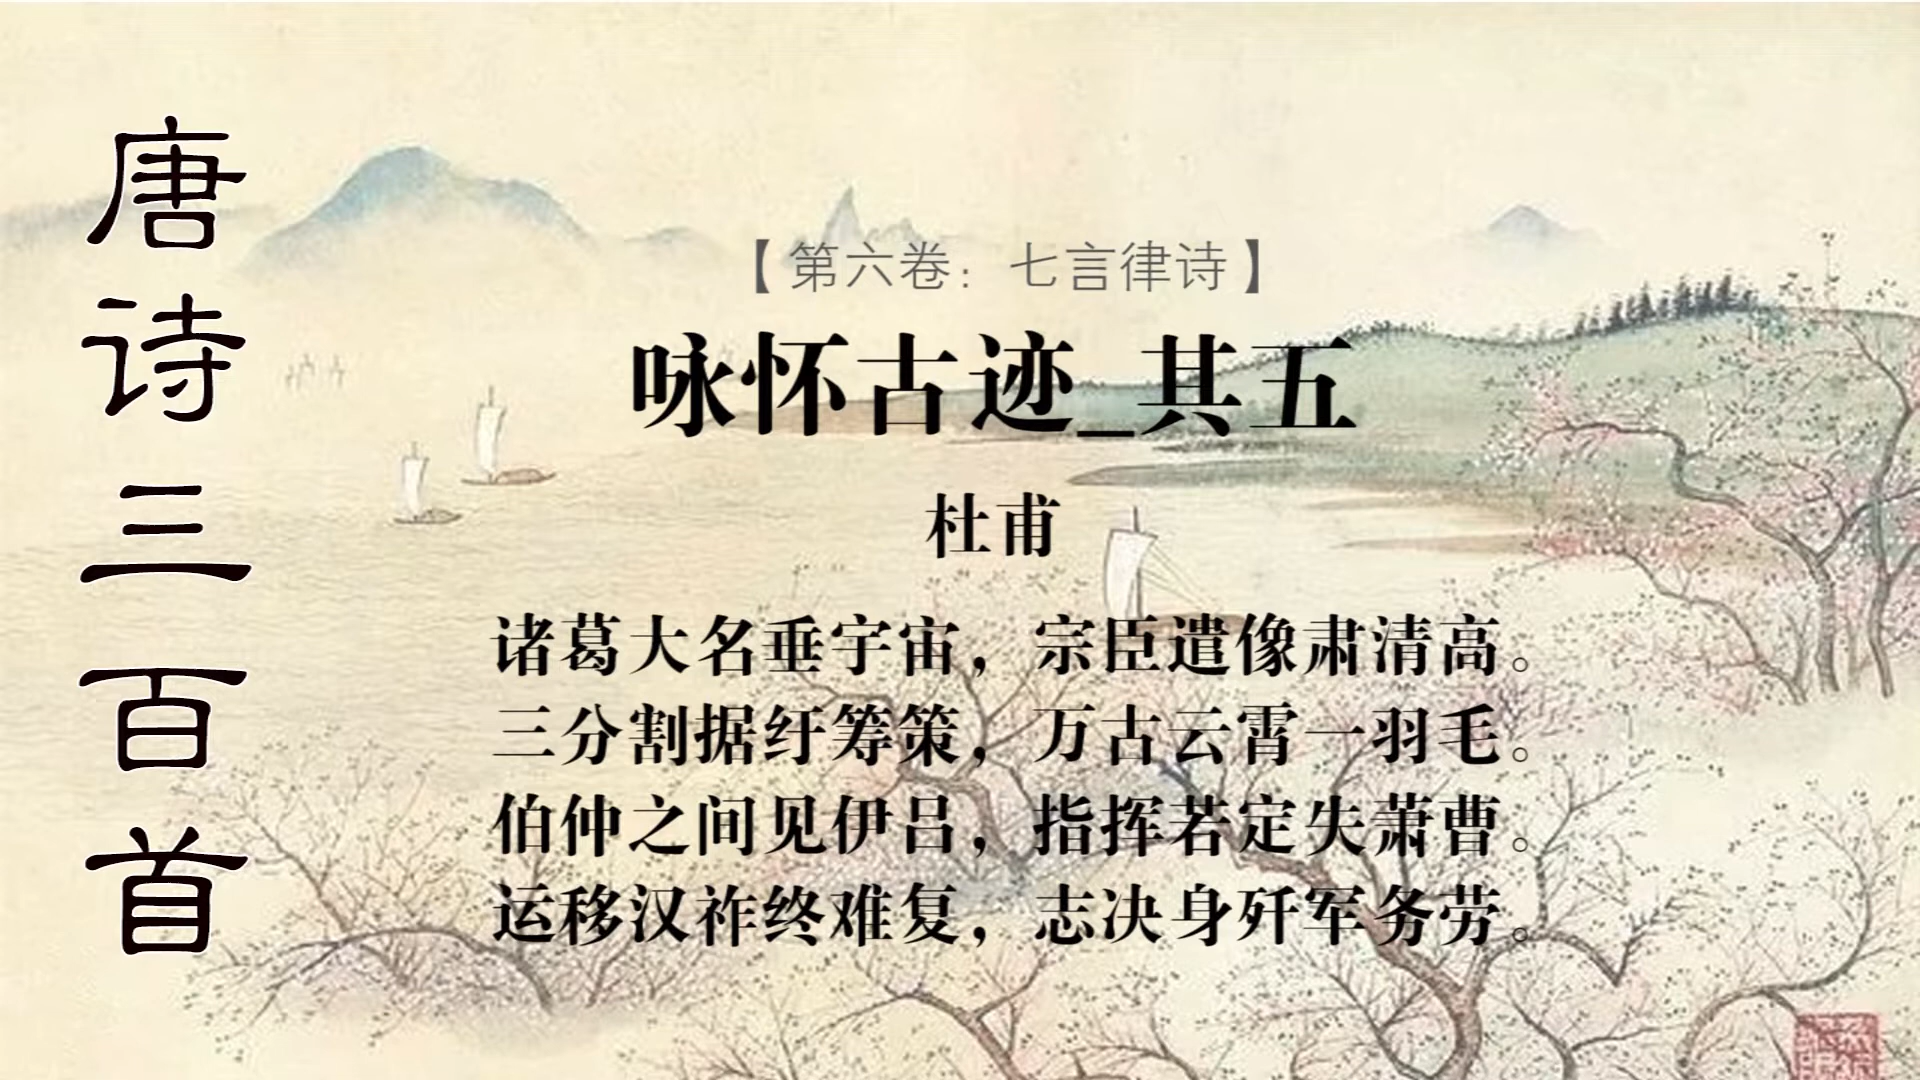 唐诗三百首
【第六卷：七言律诗】
咏怀古迹_其五
杜甫
诸葛大名垂宇宙，宗臣遣像肃清高。
三分割据纡筹策，万古云霄一羽毛。
伯仲之间见伊吕，指挥若定失萧曹。
运移汉祚终难复，志决身歼军务劳。